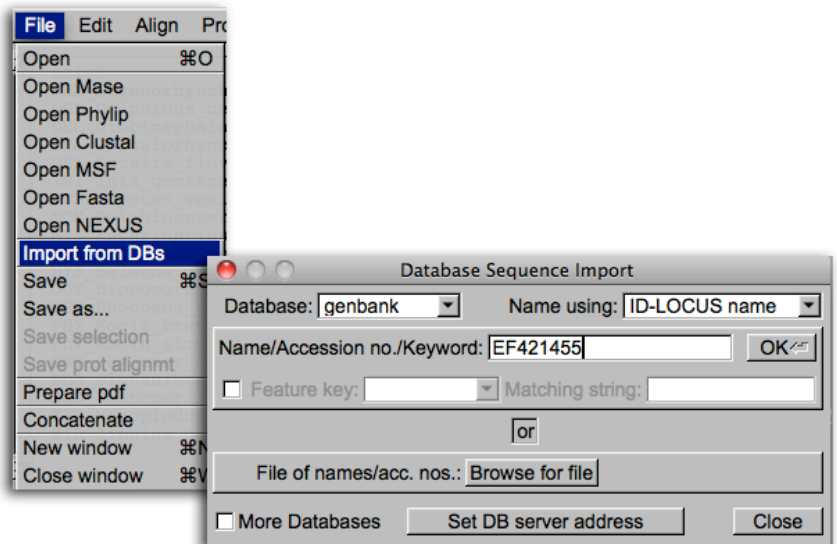 File Edit Align Pro
Open ⌘O
Open Mase
Open Phylip
Open Clustal
Open MSF
Open Fasta
Open NEXUS
Import from DBs
Save ⌘S
Save as...
Save selection
Save prot alignmt
Prepare pdf
Concatenate
New window ⌘N
Close window ⌘W
Database Sequence Import
Database: genbank Name using: ID-LOCUS name
Name/Accession no./Keyword: EF421455 OK
Feature key: Matching string:
or
File of names/acc. nos.: Browse for file
More Databases Set DB server address Close